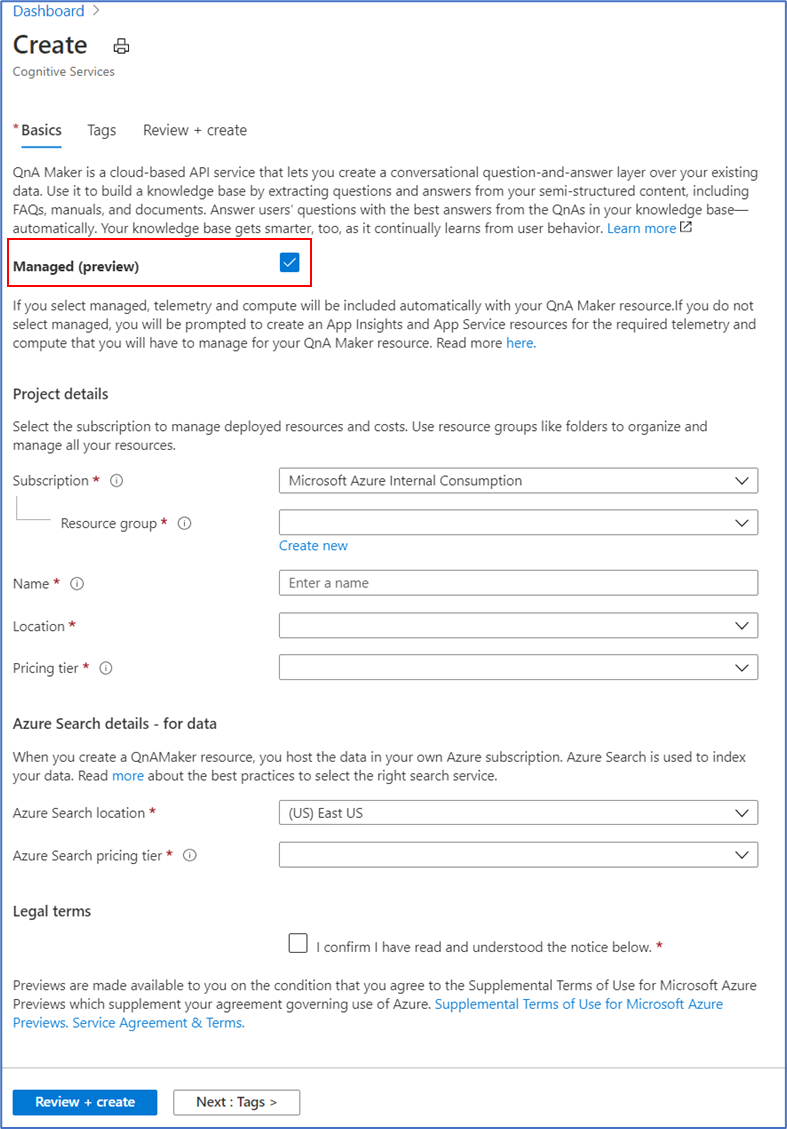 Dashboard >
Create
Cognitive Services
* Basics Tags Review + create
QnA Maker is a cloud-based API service that lets you create a conversational question-and-answer layer over your existing
data. Use it to build a knowledge base by extracting questions and answers from your semi-structured content, including
FAQs, manuals, and documents. Answer users' questions with the best answers from the QnAs in your knowledge base—
automatically. Your knowledge base gets smarter, too, as it continually learns from user behavior. Learn more
Managed (preview)
If you select managed, telemetry and compute will be included automatically with your QnA Maker resource.If you do not
select managed, you will be prompted to create an App Insights and App Service resources for the required telemetry and
compute that you will have to manage for your QnA Maker resource. Read more here.
Project details
Select the subscription to manage deployed resources and costs. Use resource groups like folders to organize and
manage all your resources.
Subscription * Microsoft Azure Internal Consumption
Resource group *
Create new
Name * Enter a name
Location *
Pricing tier *
Azure Search details - for data
When you create a QnAMaker resource, you host the data in your own Azure subscription. Azure Search is used to index
your data. Read more about the best practices to select the right search service.
Azure Search location * (US) East US
Azure Search pricing tier *
Legal terms
I confirm I have read and understood the notice below. *
Previews are made available to you on the condition that you agree to the Supplemental Terms of Use for Microsoft Azure
Previews which supplement your agreement governing use of Azure. Supplemental Terms of Use for Microsoft Azure
Previews. Service Agreement & Terms.
Review + create Next : Tags >